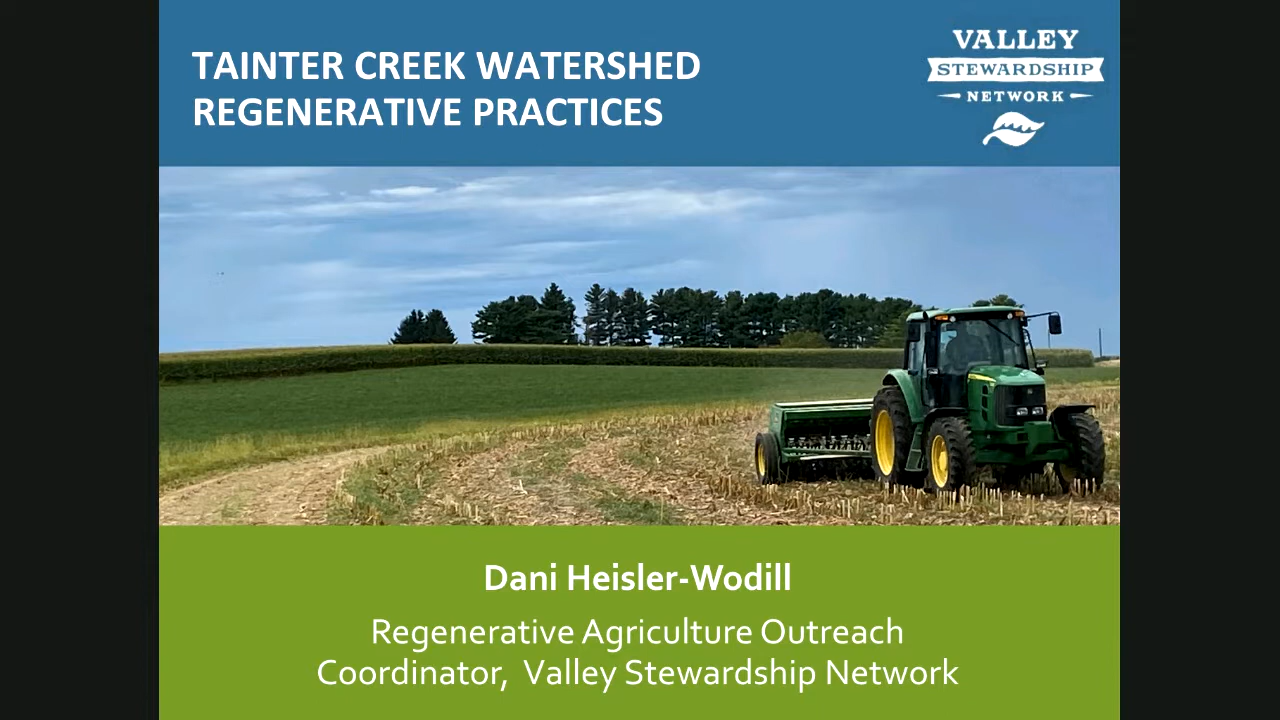 TAINTER CREEK WATERSHED
REGENERATIVE PRACTICES
VALLEY
STEWARDSHIP
NETWORK
Dani Heisler-Wodill
Regenerative Agriculture Outreach
Coordinator, Valley Stewardship Network